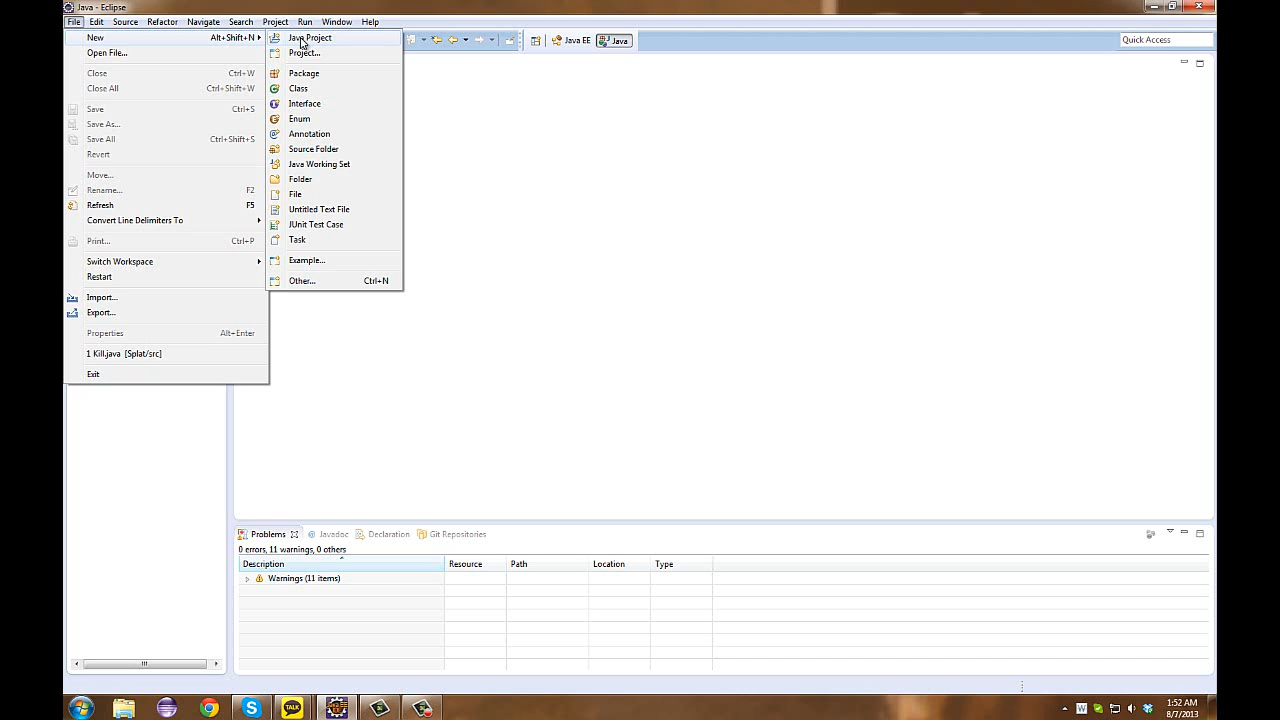 Java - Eclipse
File Edit Source Refactor Navigate Search Project Run Window Help
New Alt+Shift+N
Open File...
Close Ctrl+W
Close All Ctrl+Shift+W
Save Ctrl+S
Save As...
Save All Ctrl+Shift+S
Revert
Move...
Rename... F2
Refresh F5
Convert Line Delimiters To
Print... Ctrl+P
Switch Workspace
Restart
Import...
Export...
Properties Alt+Enter
1 Kill.java [Splat/src]
Exit
Java Project
Project...
Package
Class
Interface
Enum
Annotation
Source Folder
Java Working Set
Folder
File
Untitled Text File
JUnit Test Case
Task
Example...
Other... Ctrl+N
Java EE Java
Quick Access
Problems @ Javadoc Declaration Git Repositories
0 errors, 11 warnings, 0 others
Description Resource Path Location Type
Warnings (11 items)
TALK
1:52 AM
8/7/2013